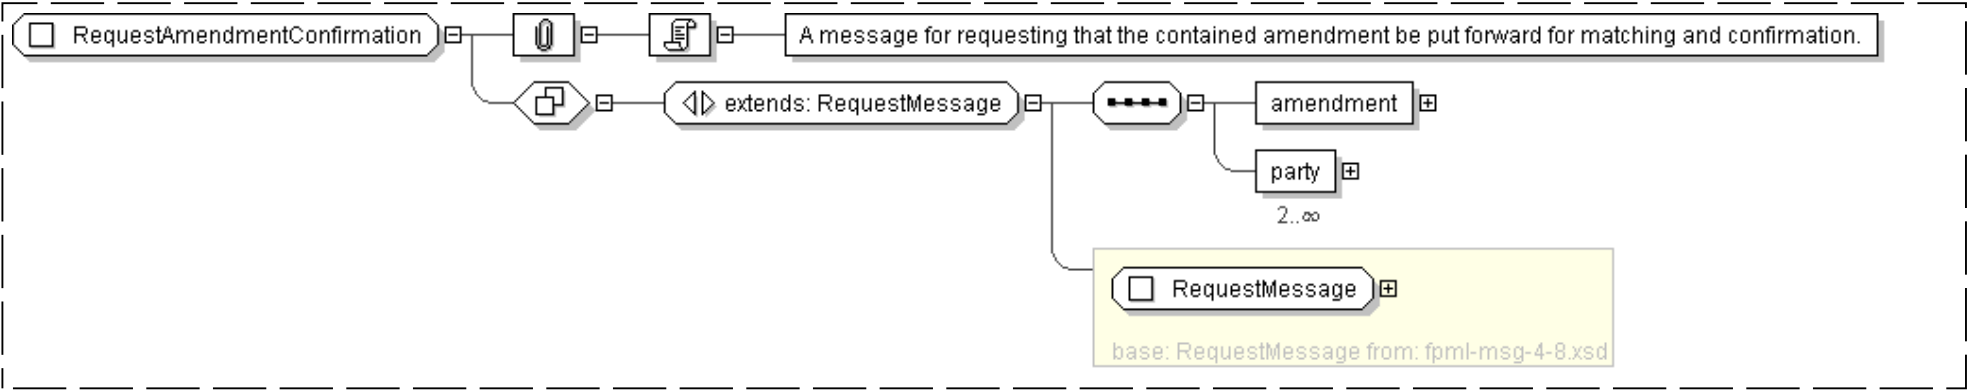 RequestAmendmentConfirmation
A message for requesting that the contained amendment be put forward for matching and confirmation.
extends: RequestMessage
amendment
party
2..∞
RequestMessage
base: RequestMessage from: fpml-msg-4-8.xsd